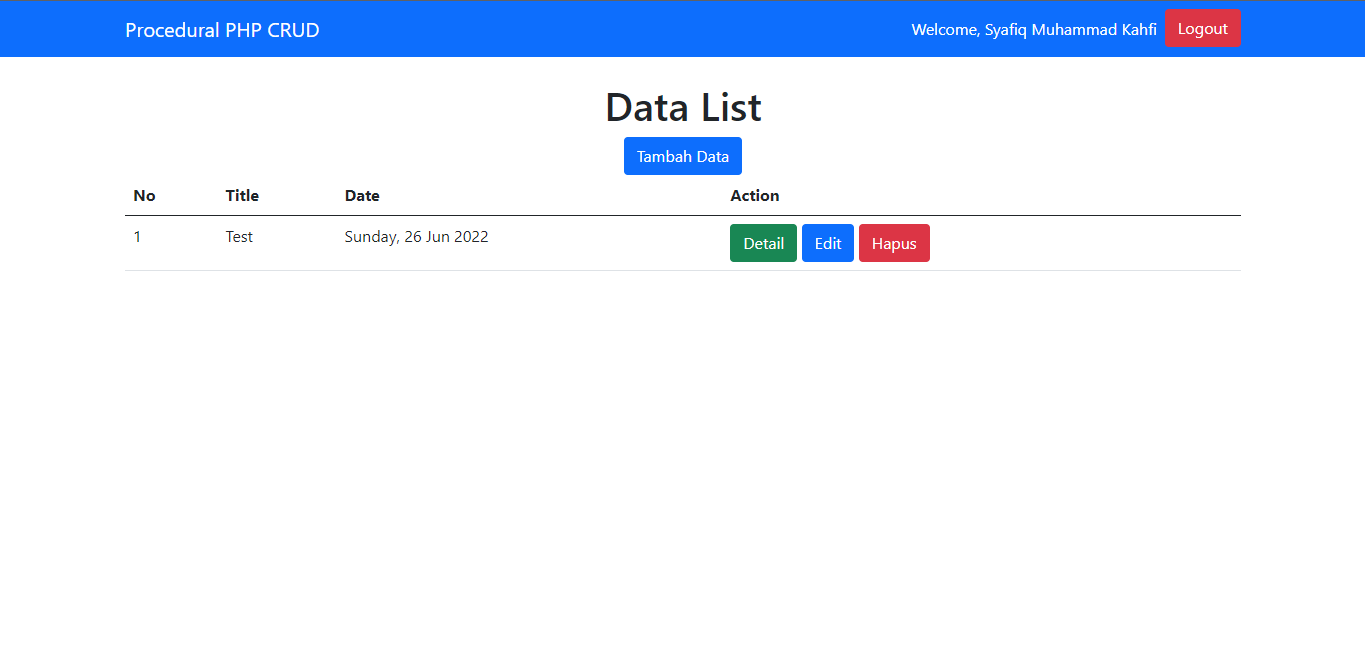 Procedural PHP CRUD Welcome, Syafiq Muhammad Kahfi Logout
Data List
Tambah Data
No Title Date Action
1 Test Sunday, 26 Jun 2022 Detail Edit Hapus